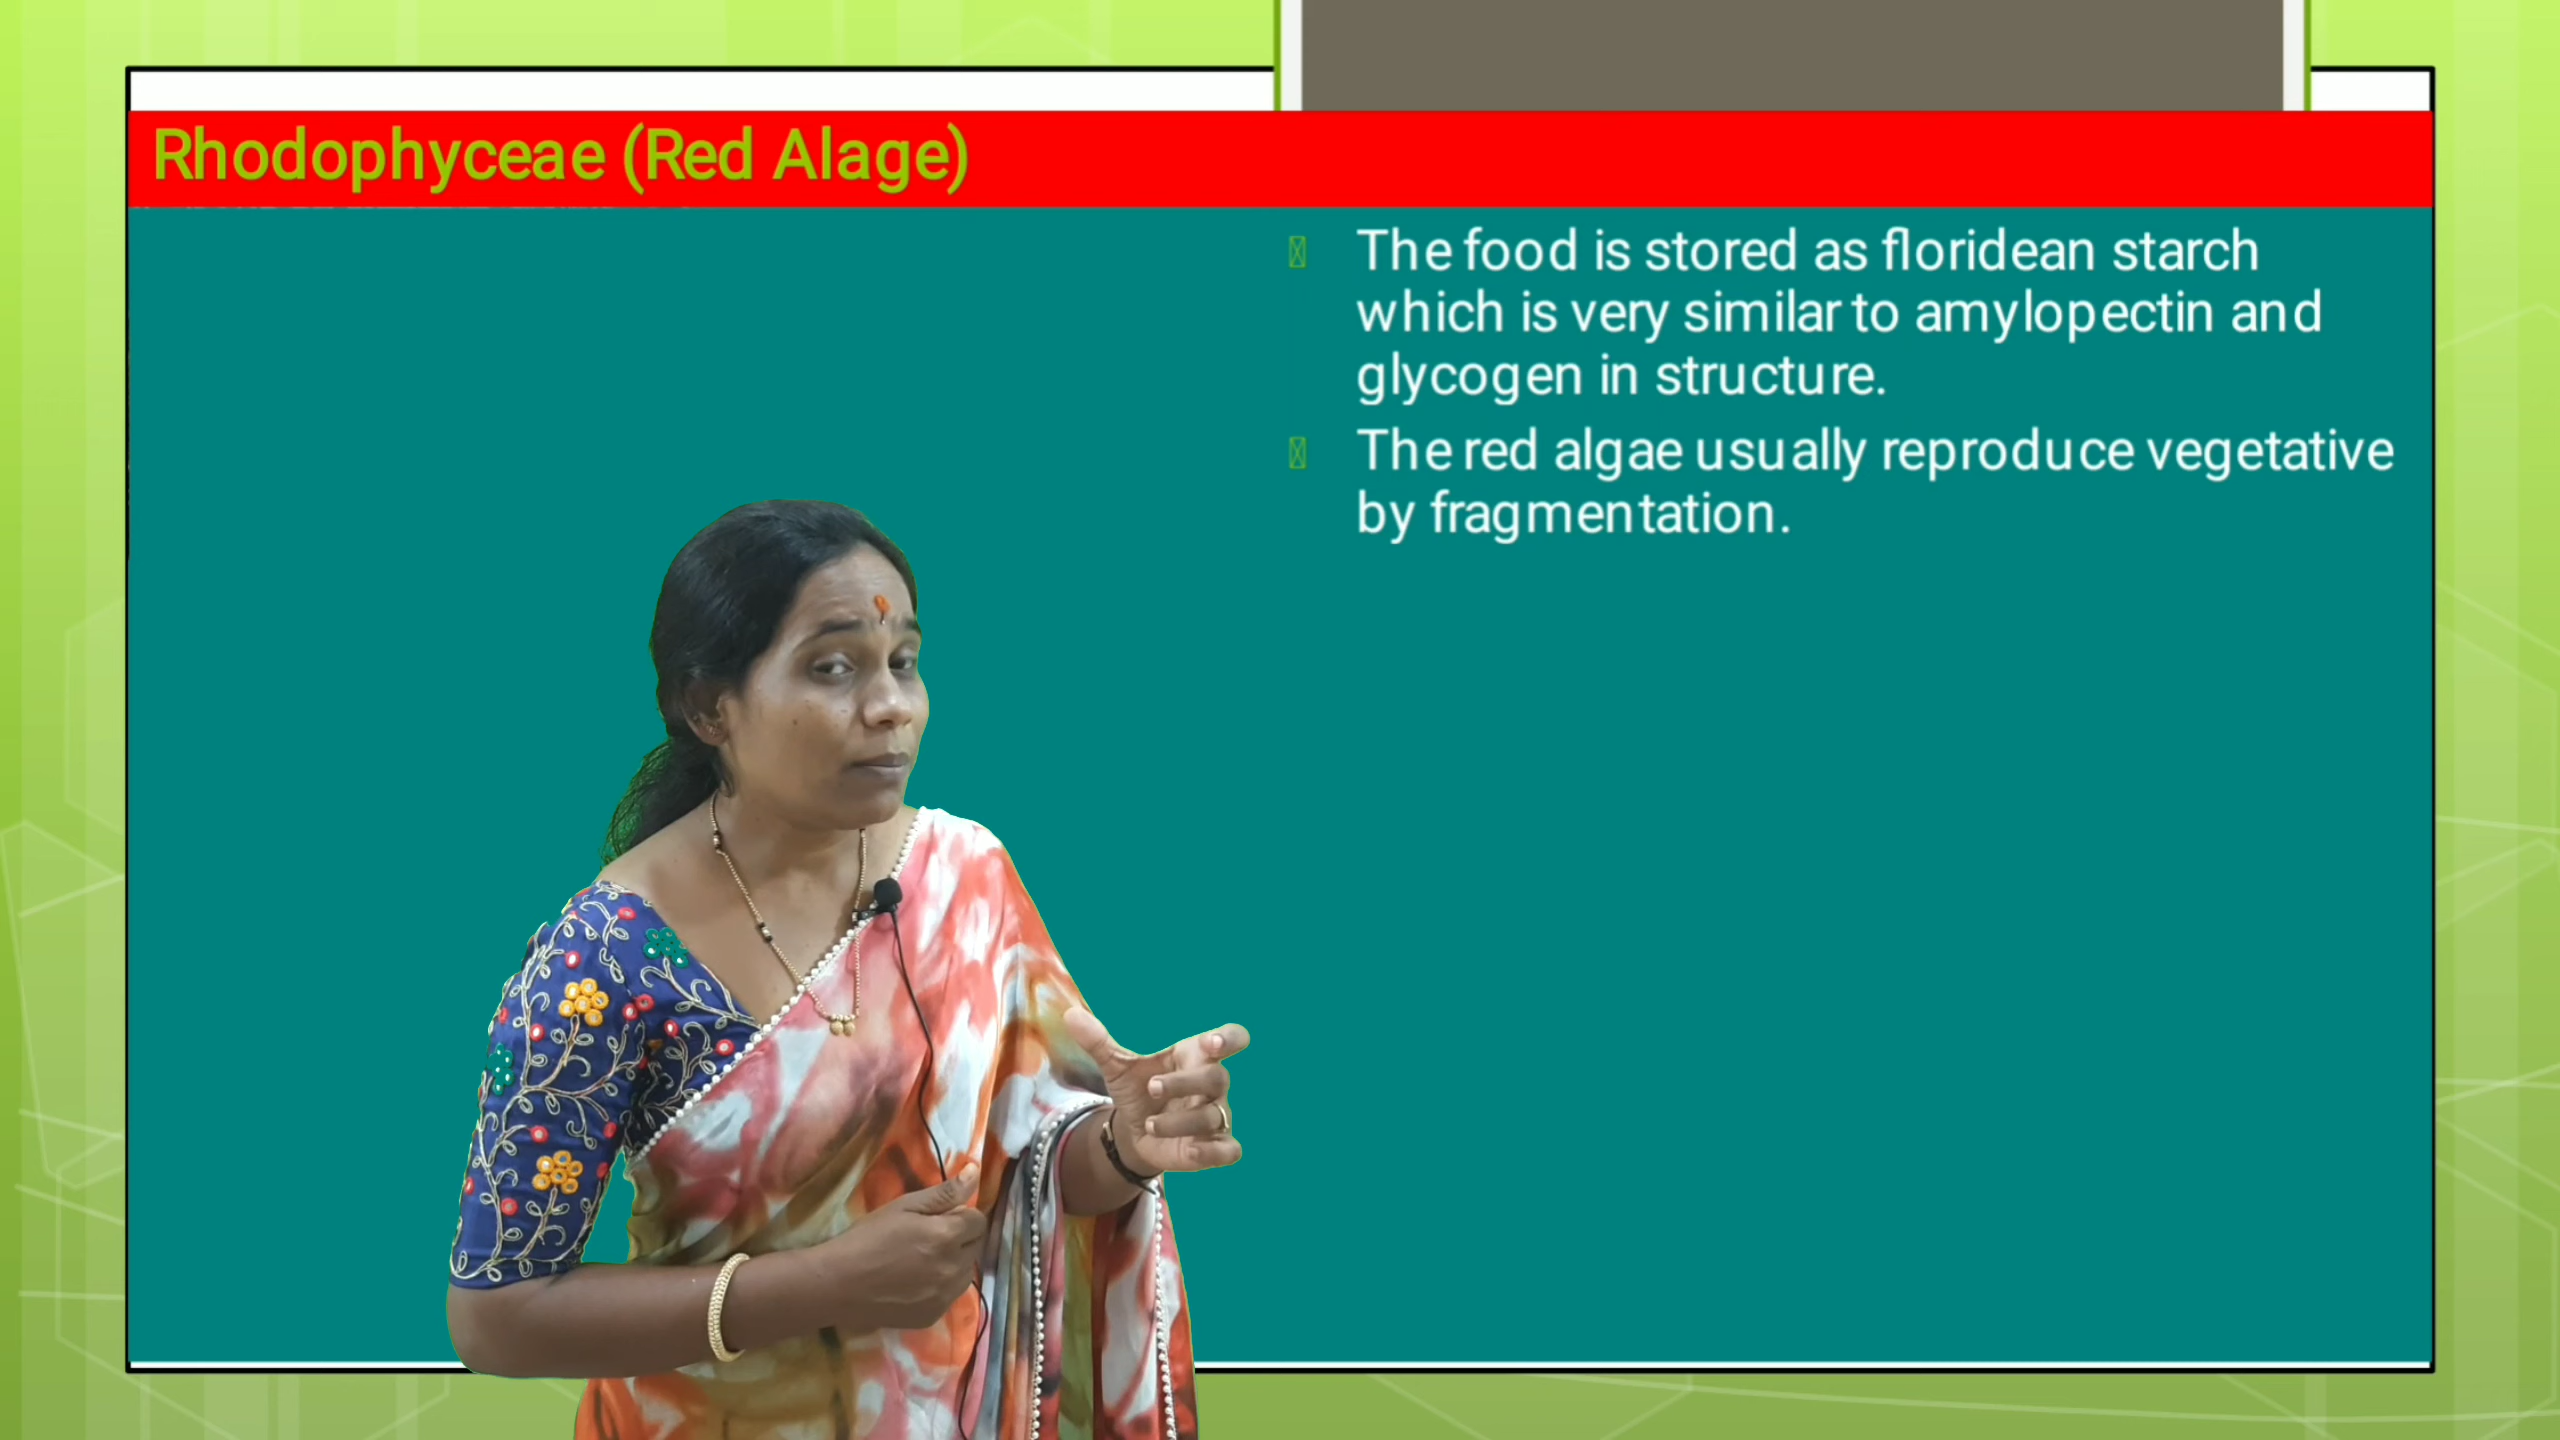 Rhodophyceae (Red Alage)
The food is stored as floridean starch
which is very similar to amylopectin and
glycogen in structure.
The red algae usually reproduce vegetative
by fragmentation.